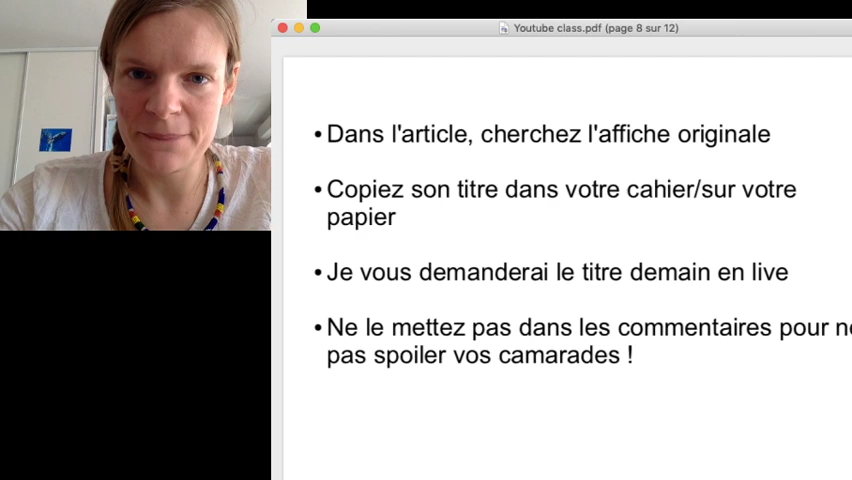 Youtube class.pdf (page 8 sur 12)
• Dans l'article, cherchez l'affiche originale
• Copiez son titre dans votre cahier/sur votre
papier
• Je vous demanderai le titre demain en live
• Ne le mettez pas dans les commentaires pour
pas spoiler vos camarades !